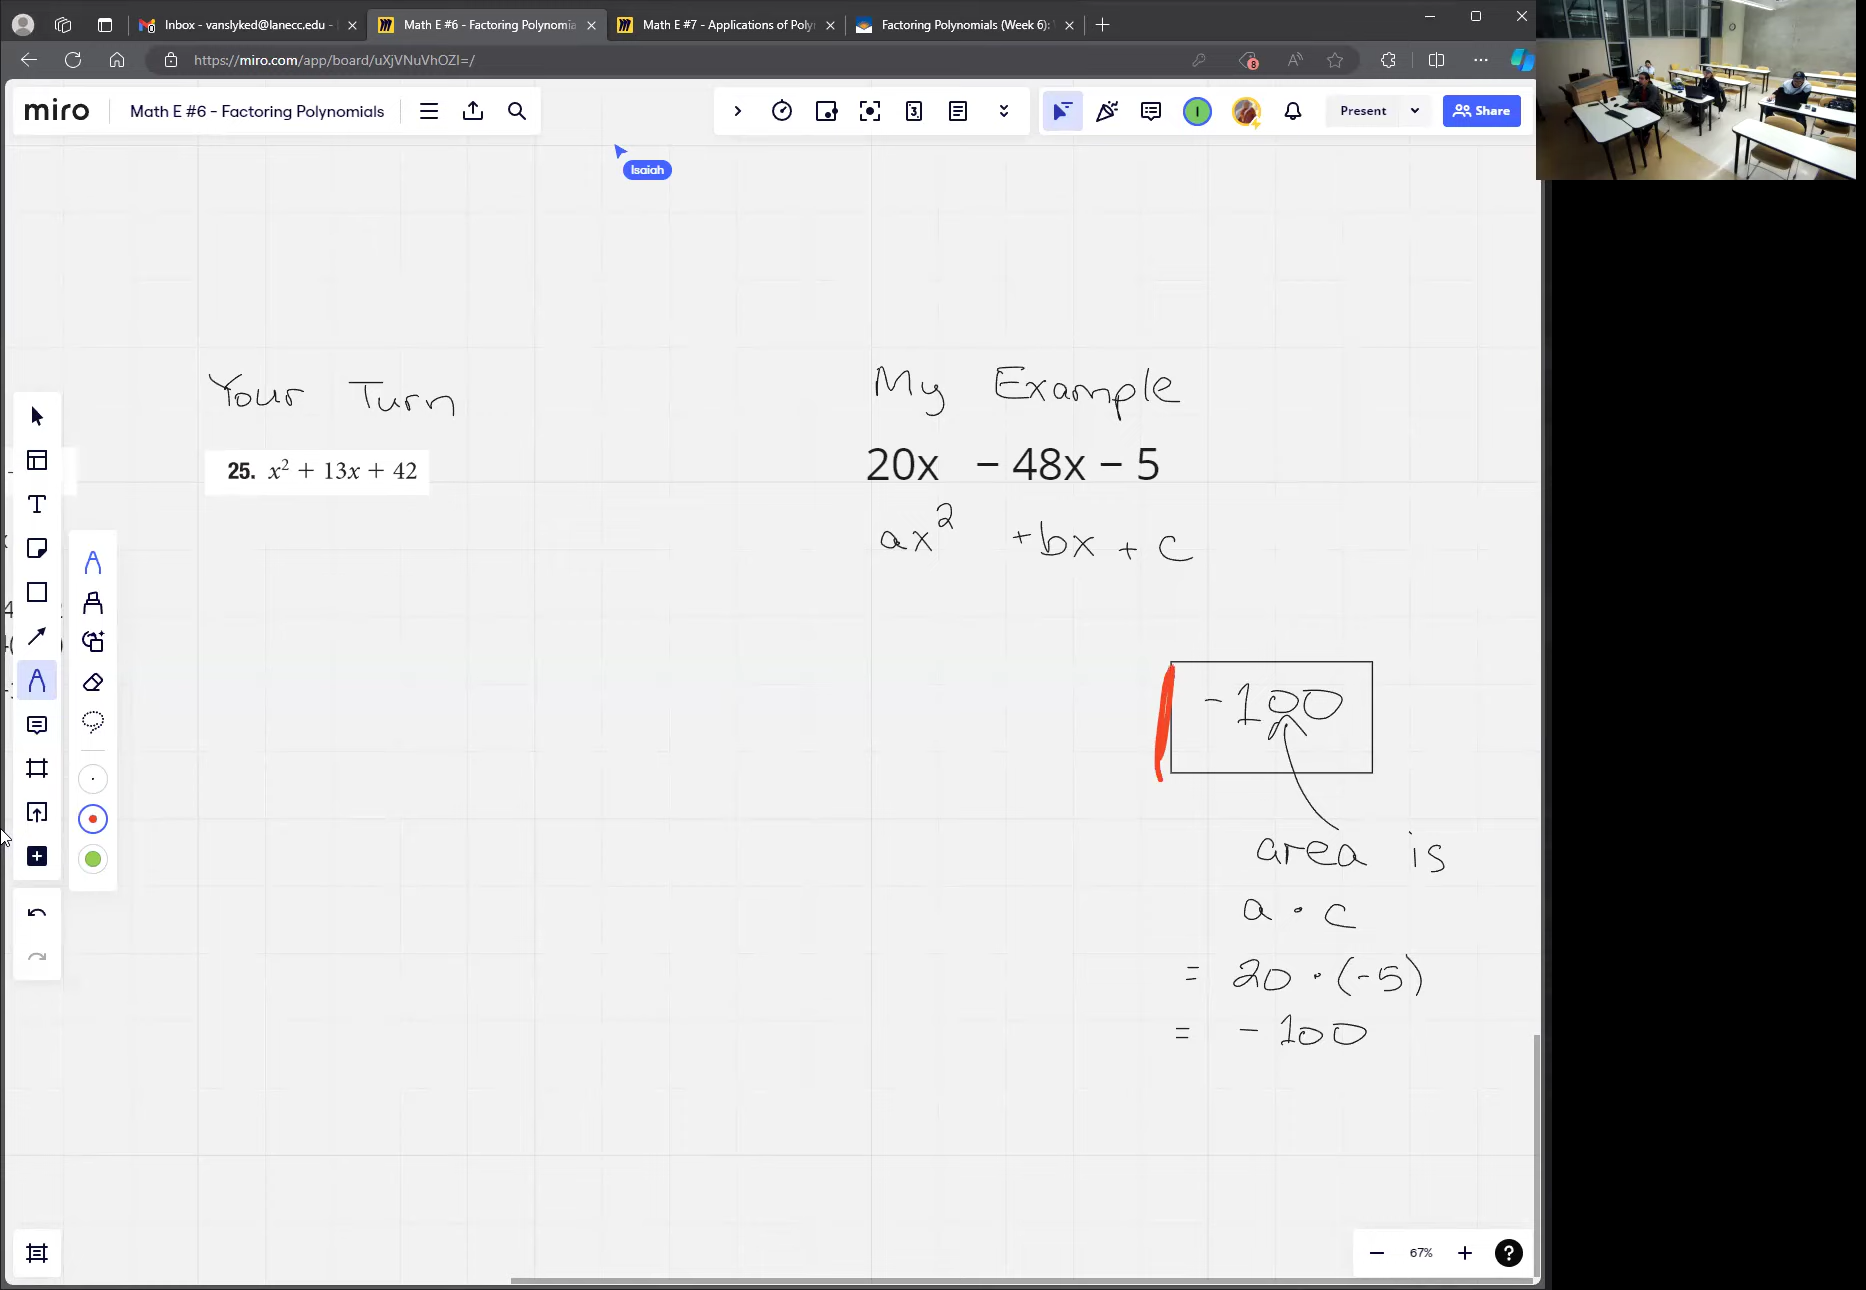 Inbox - vanslyked@lanecc.edu -
Math E #6 - Factoring Polynomia
Math E #7 - Applications of Poly
Factoring Polynomials (Week 6):
https://miro.com/app/board/uXjVNuVhOZI=/
8
miro
Math E #6 - Factoring Polynomials
3
I
Present
Share
Isaiah
Your Turn
25. x² + 13x + 42
My Example
20x - 48x - 5
ax² + bx + c
-100
area is
a · c
= 20 · (-5)
= -100
67%
?